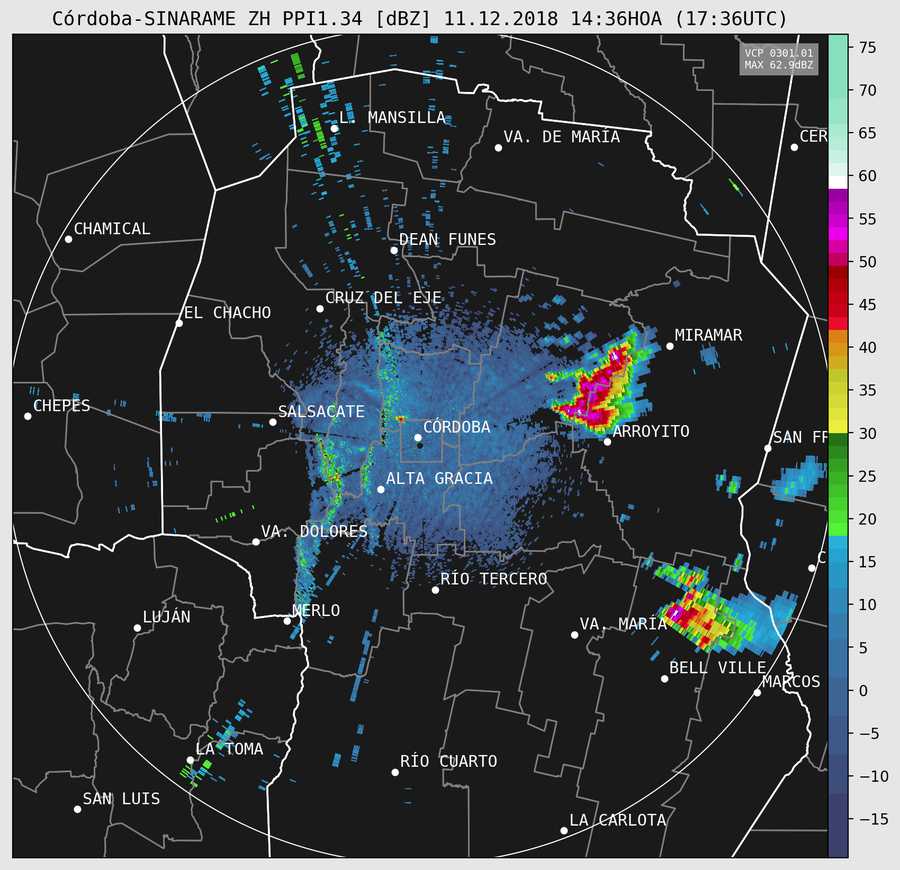 Córdoba-SINARAME ZH PPI1.34 [dBZ] 11.12.2018 14:36HOA (17:36UTC)
VCP 0301.01
MAX 62.9dBZ
75
70
65
60
55
50
45
40
35
30
25
20
15
10
5
0
−5
−10
−15
L. MANSILLA
VA. DE MARÍA
CER
CHAMICAL
DEAN FUNES
CRUZ DEL EJE
EL CHACHO
MIRAMAR
CHEPES
SALSACATE
CÓRDOBA
ARROYITO
SAN FR
ALTA GRACIA
VA. DOLORES
C
RÍO TERCERO
MERLO
LUJÁN
VA. MARÍA
BELL VILLE
MARCOS
LA TOMA
RÍO CUARTO
SAN LUIS
LA CARLOTA